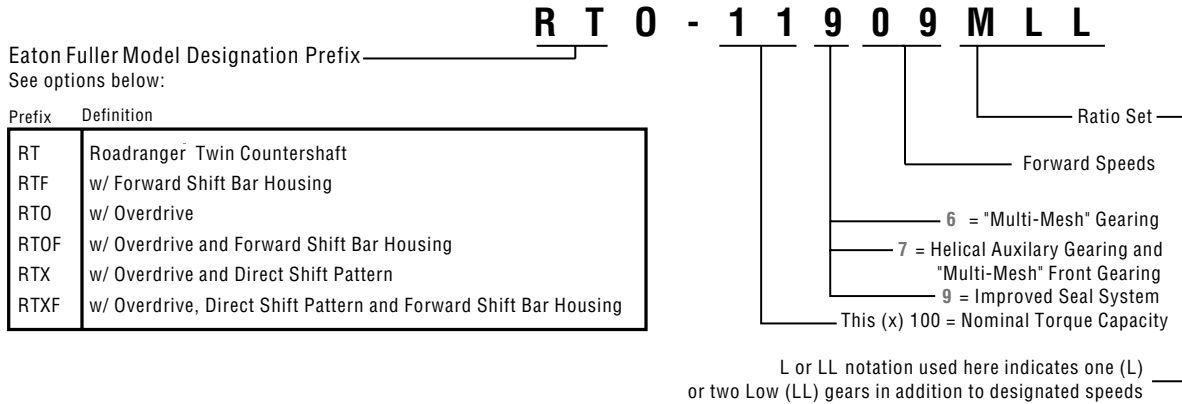 R T O - 1 1 9 0 9 M L L
Eaton Fuller Model Designation Prefix
See options below:
Prefix Definition
RT Roadranger Twin Countershaft
RTF w/ Forward Shift Bar Housing
RTO w/ Overdrive
RTOF w/ Overdrive and Forward Shift Bar Housing
RTX w/ Overdrive and Direct Shift Pattern
RTXF w/ Overdrive, Direct Shift Pattern and Forward Shift Bar Housing
Ratio Set
Forward Speeds
6 = "Multi-Mesh" Gearing
7 = Helical Auxilary Gearing and
"Multi-Mesh" Front Gearing
9 = Improved Seal System
This (x) 100 = Nominal Torque Capacity
L or LL notation used here indicates one (L)
or two Low (LL) gears in addition to designated speeds